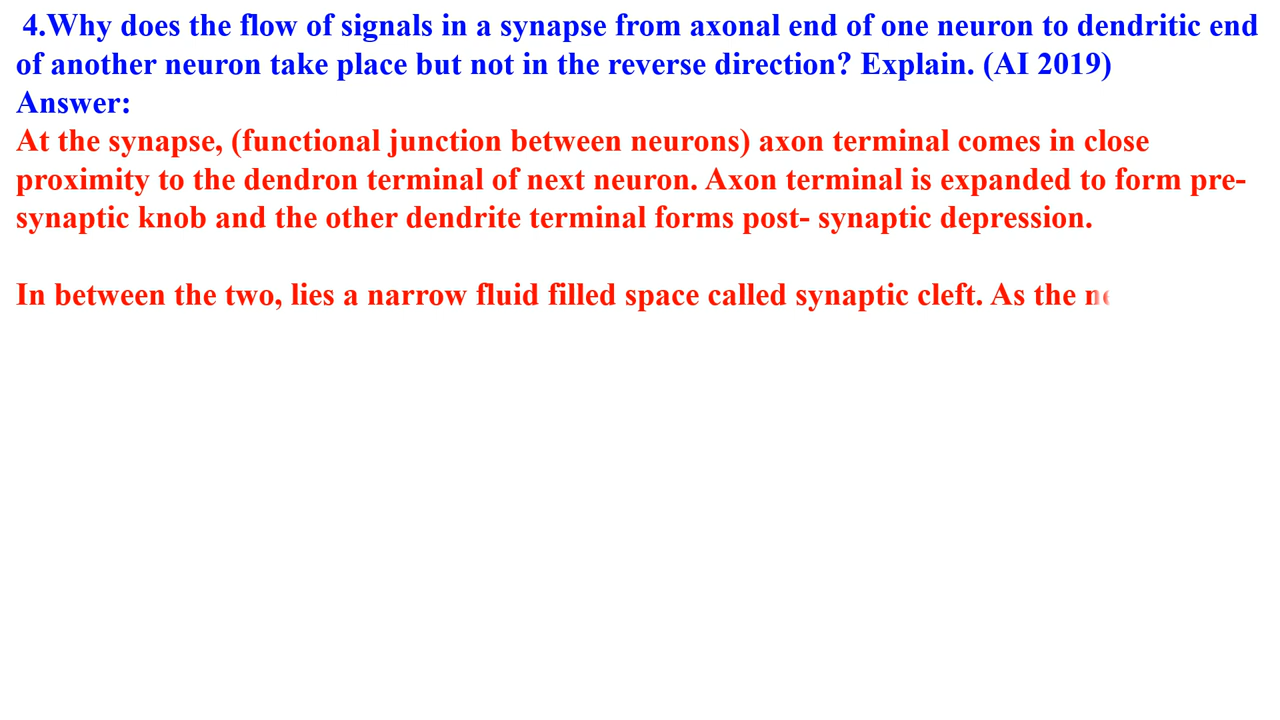 4.Why does the flow of signals in a synapse from axonal end of one neuron to dendritic end
of another neuron take place but not in the reverse direction? Explain. (AI 2019)
Answer:
At the synapse, (functional junction between neurons) axon terminal comes in close
proximity to the dendron terminal of next neuron. Axon terminal is expanded to form pre-
synaptic knob and the other dendrite terminal forms post- synaptic depression.
In between the two, lies a narrow fluid filled space called synaptic cleft. As the